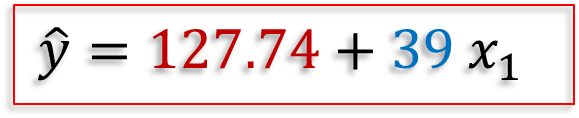 ŷ = 127.74 + 39 x₁